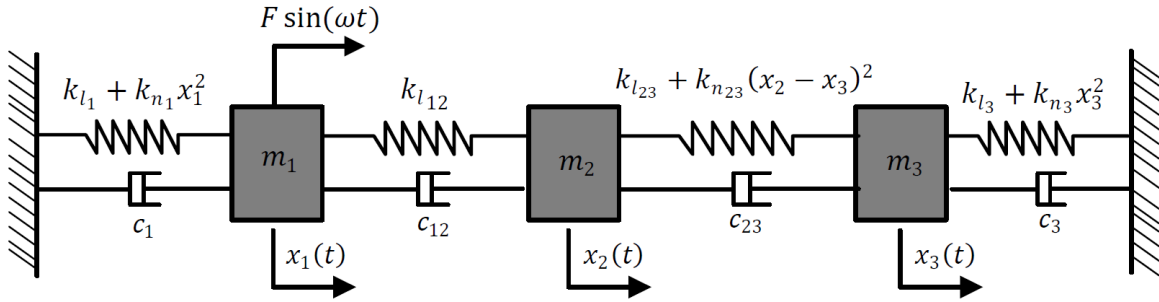 F sin(ωt)
k_{l_1} + k_{n_1}x_1^2
k_{l_{12}}
k_{l_{23}} + k_{n_{23}}(x_2 − x_3)^2
k_{l_3} + k_{n_3}x_3^2
m_1
m_2
m_3
c_1
c_{12}
c_{23}
c_3
x_1(t)
x_2(t)
x_3(t)